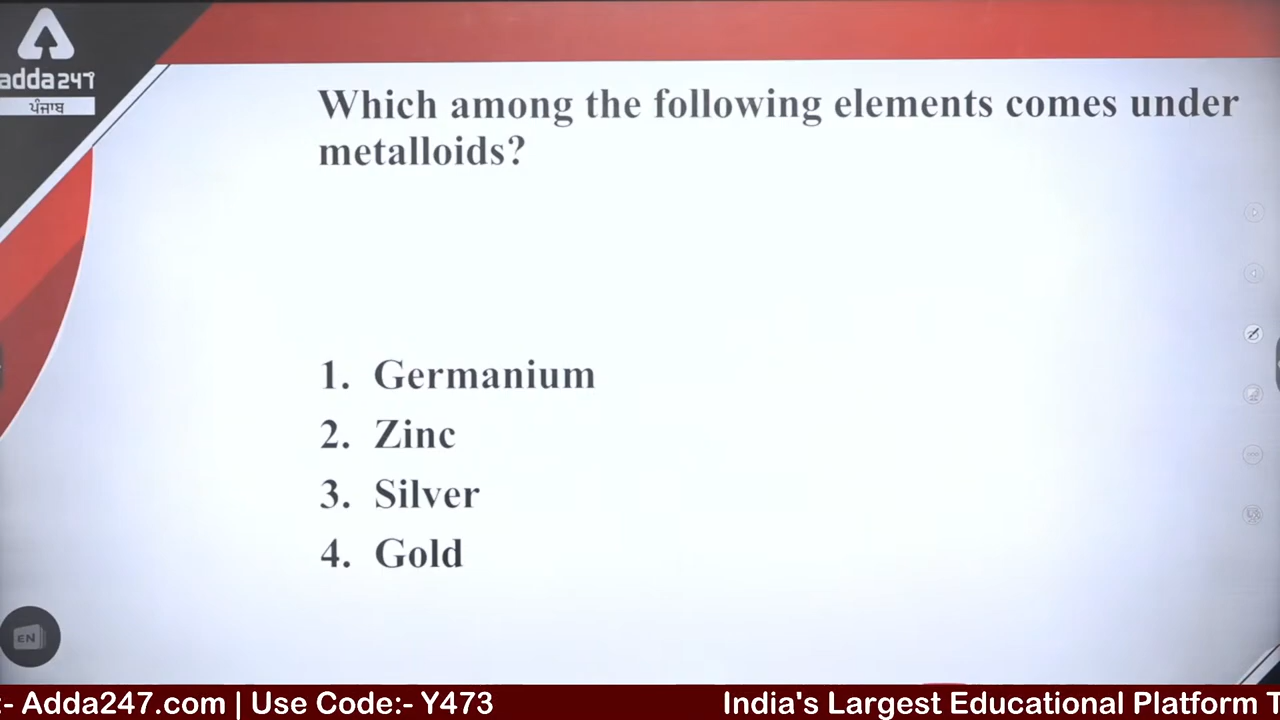 adda247
ਪੰਜਾਬ
Which among the following elements comes under
metalloids?
1. Germanium
2. Zinc
3. Silver
4. Gold
EN
:- Adda247.com | Use Code:- Y473
India's Largest Educational Platform T